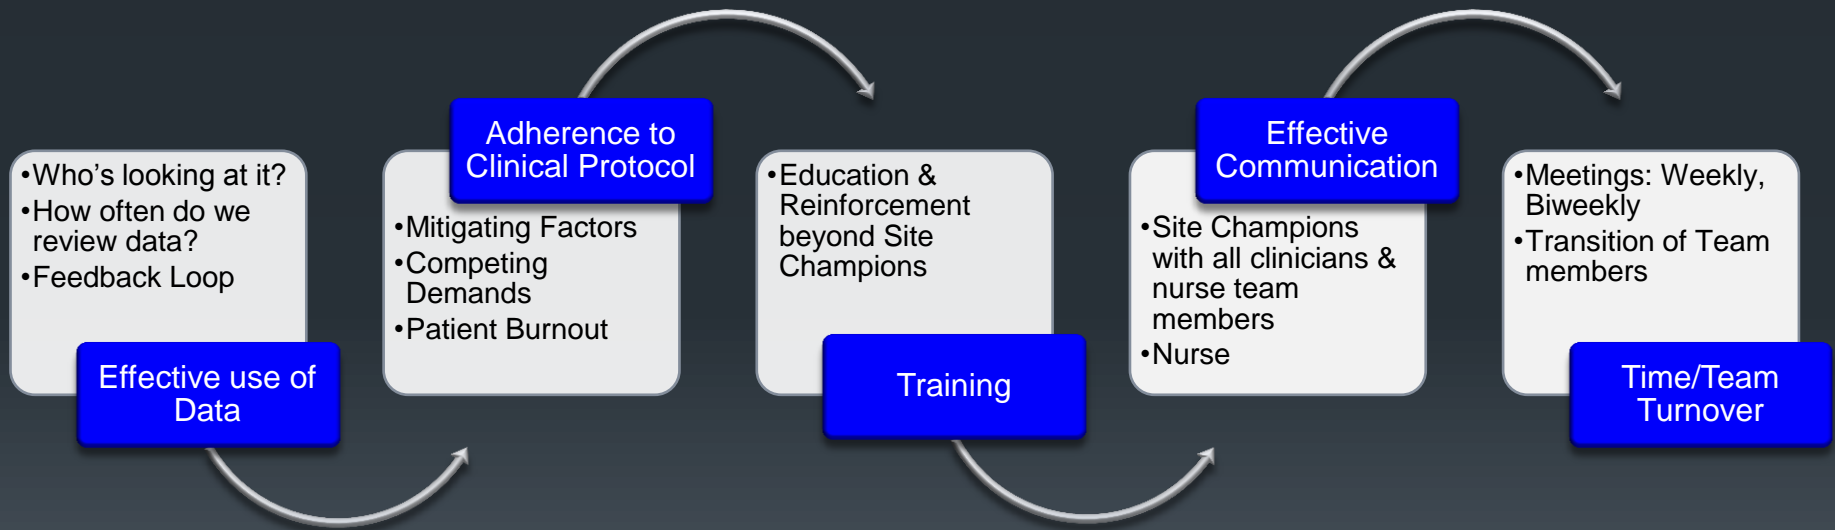 •Who's looking at it?
•How often do we
review data?
•Feedback Loop
Effective use of
Data
Adherence to
Clinical Protocol
•Mitigating Factors
•Competing
Demands
•Patient Burnout
•Education &
Reinforcement
beyond Site
Champions
Training
Effective
Communication
•Site Champions
with all clinicians &
nurse team
members
•Nurse
•Meetings: Weekly,
Biweekly
•Transition of Team
members
Time/Team
Turnover